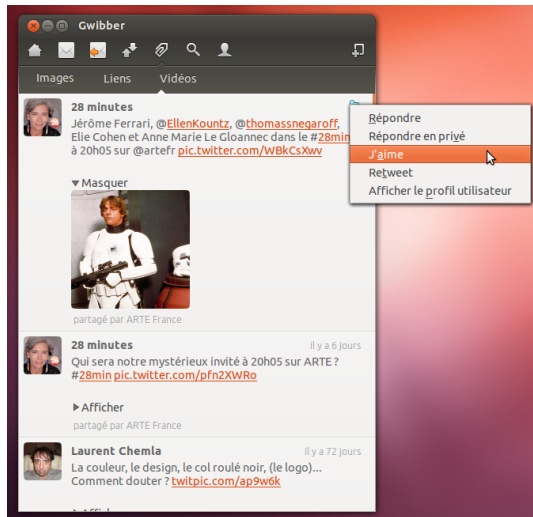 Gwibber
Images Liens Vidéos
28 minutes
Jérôme Ferrari, @EllenKountz, @thomassnegaroff,
Elie Cohen et Anne Marie Le Gloannec dans le #28min
à 20h05 sur @artefr pic.twitter.com/WBkCsXwv
Masquer
partagé par ARTE France
Répondre
Répondre en privé
J'aime
Retweet
Afficher le profil utilisateur
28 minutes Il y a 6 jours
Qui sera notre mystérieux invité à 20h05 sur ARTE ?
#28min pic.twitter.com/pfn2XWRo
Afficher
partagé par ARTE France
Laurent Chemla Il y a 72 jours
La couleur, le design, le col roulé noir, (le logo)...
Comment douter ? twitpic.com/ap9w6k